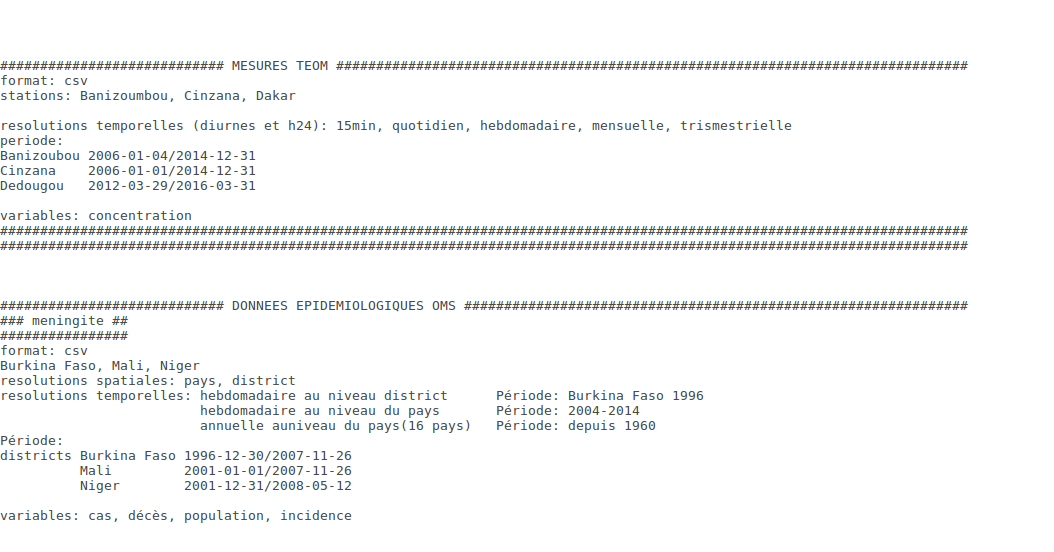 ############################ MESURES TEOM ###############################################################################
format: csv
stations: Banizoumbou, Cinzana, Dakar
resolutions temporelles (diurnes et h24): 15min, quotidien, hebdomadaire, mensuelle, trismestrielle
periode:
Banizoubou 2006-01-04/2014-12-31
Cinzana    2006-01-01/2014-12-31
Dedougou   2012-03-29/2016-03-31
variables: concentration
#########################################################################################################################
#########################################################################################################################
############################ DONNEES EPIDEMIOLOGIQUES OMS ###############################################################
### meningite ##
################
format: csv
Burkina Faso, Mali, Niger
resolutions spatiales: pays, district
resolutions temporelles: hebdomadaire au niveau district      Période: Burkina Faso 1996
hebdomadaire au niveau du pays       Période: 2004-2014
annuelle auniveau du pays(16 pays)   Période: depuis 1960
Période:
districts Burkina Faso 1996-12-30/2007-11-26
Mali         2001-01-01/2007-11-26
Niger        2001-12-31/2008-05-12
variables: cas, décès, population, incidence